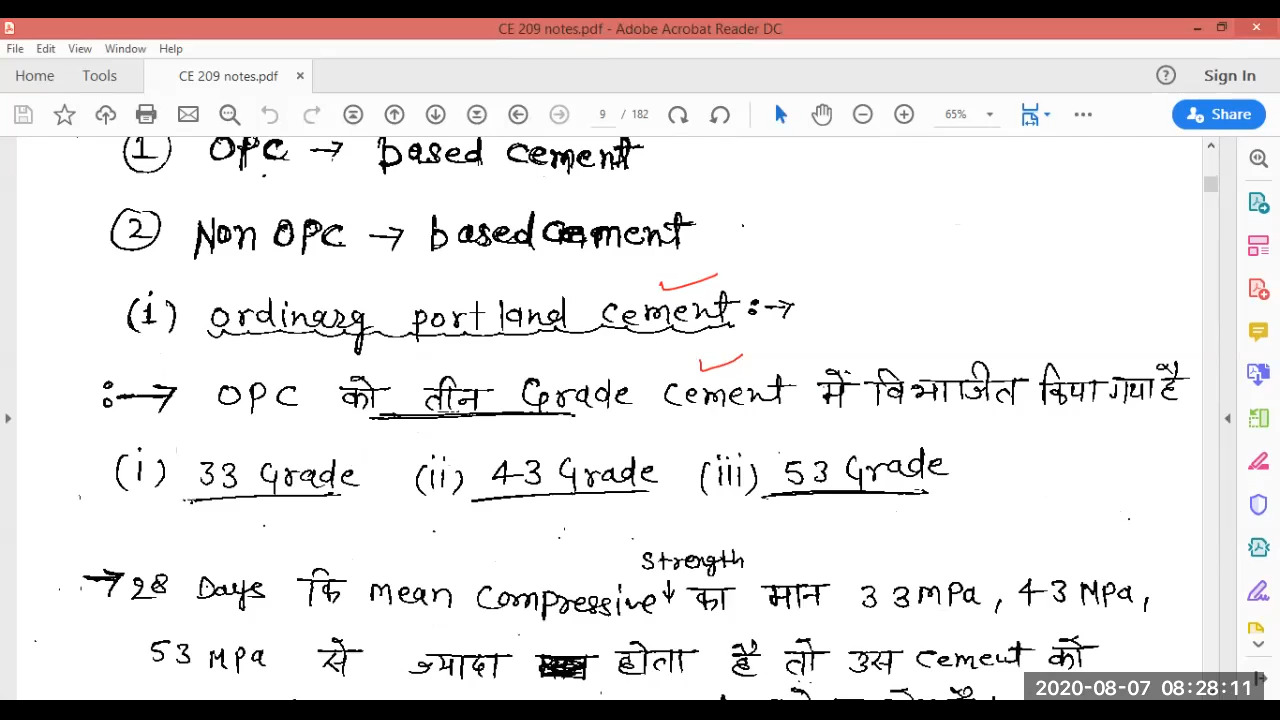 CE 209 notes.pdf - Adobe Acrobat Reader DC
File Edit View Window Help
Home Tools CE 209 notes.pdf × Sign In
9 / 182 65% Share
① OPC → based cement
② Non OPC → based cement
(i) ordinary portland cement :→
:→ OPC को तीन Grade cement में विभाजित किया गया है
(i) 33 Grade (ii) 43 Grade (iii) 53 Grade
Strength
→ 28 Days कि mean compressive ↓ का मान 33 MPa, 43 MPa,
53 MPa से ज्यादा होता है तो उस cement को
2020-08-07 08:28:11